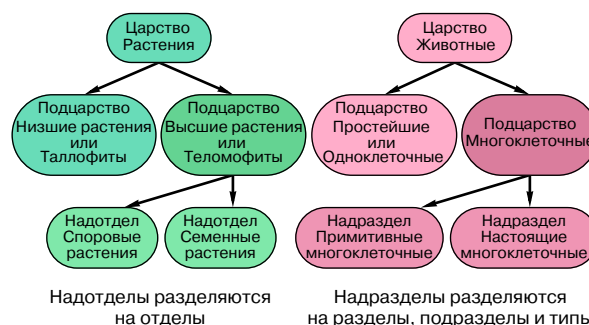 Царство
Растения
Подцарство
Низшие растения
или
Таллофиты
Подцарство
Высшие растения
или
Теломофиты
Надотдел
Споровые
растения
Надотдел
Семенные
растения
Надотделы разделяются
на отделы
Царство
Животные
Подцарство
Простейшие
или
Одноклеточные
Подцарство
Многоклеточные
Надраздел
Примитивные
многоклеточные
Надраздел
Настоящие
многоклеточные
Надразделы разделяются
на разделы, подразделы и типы